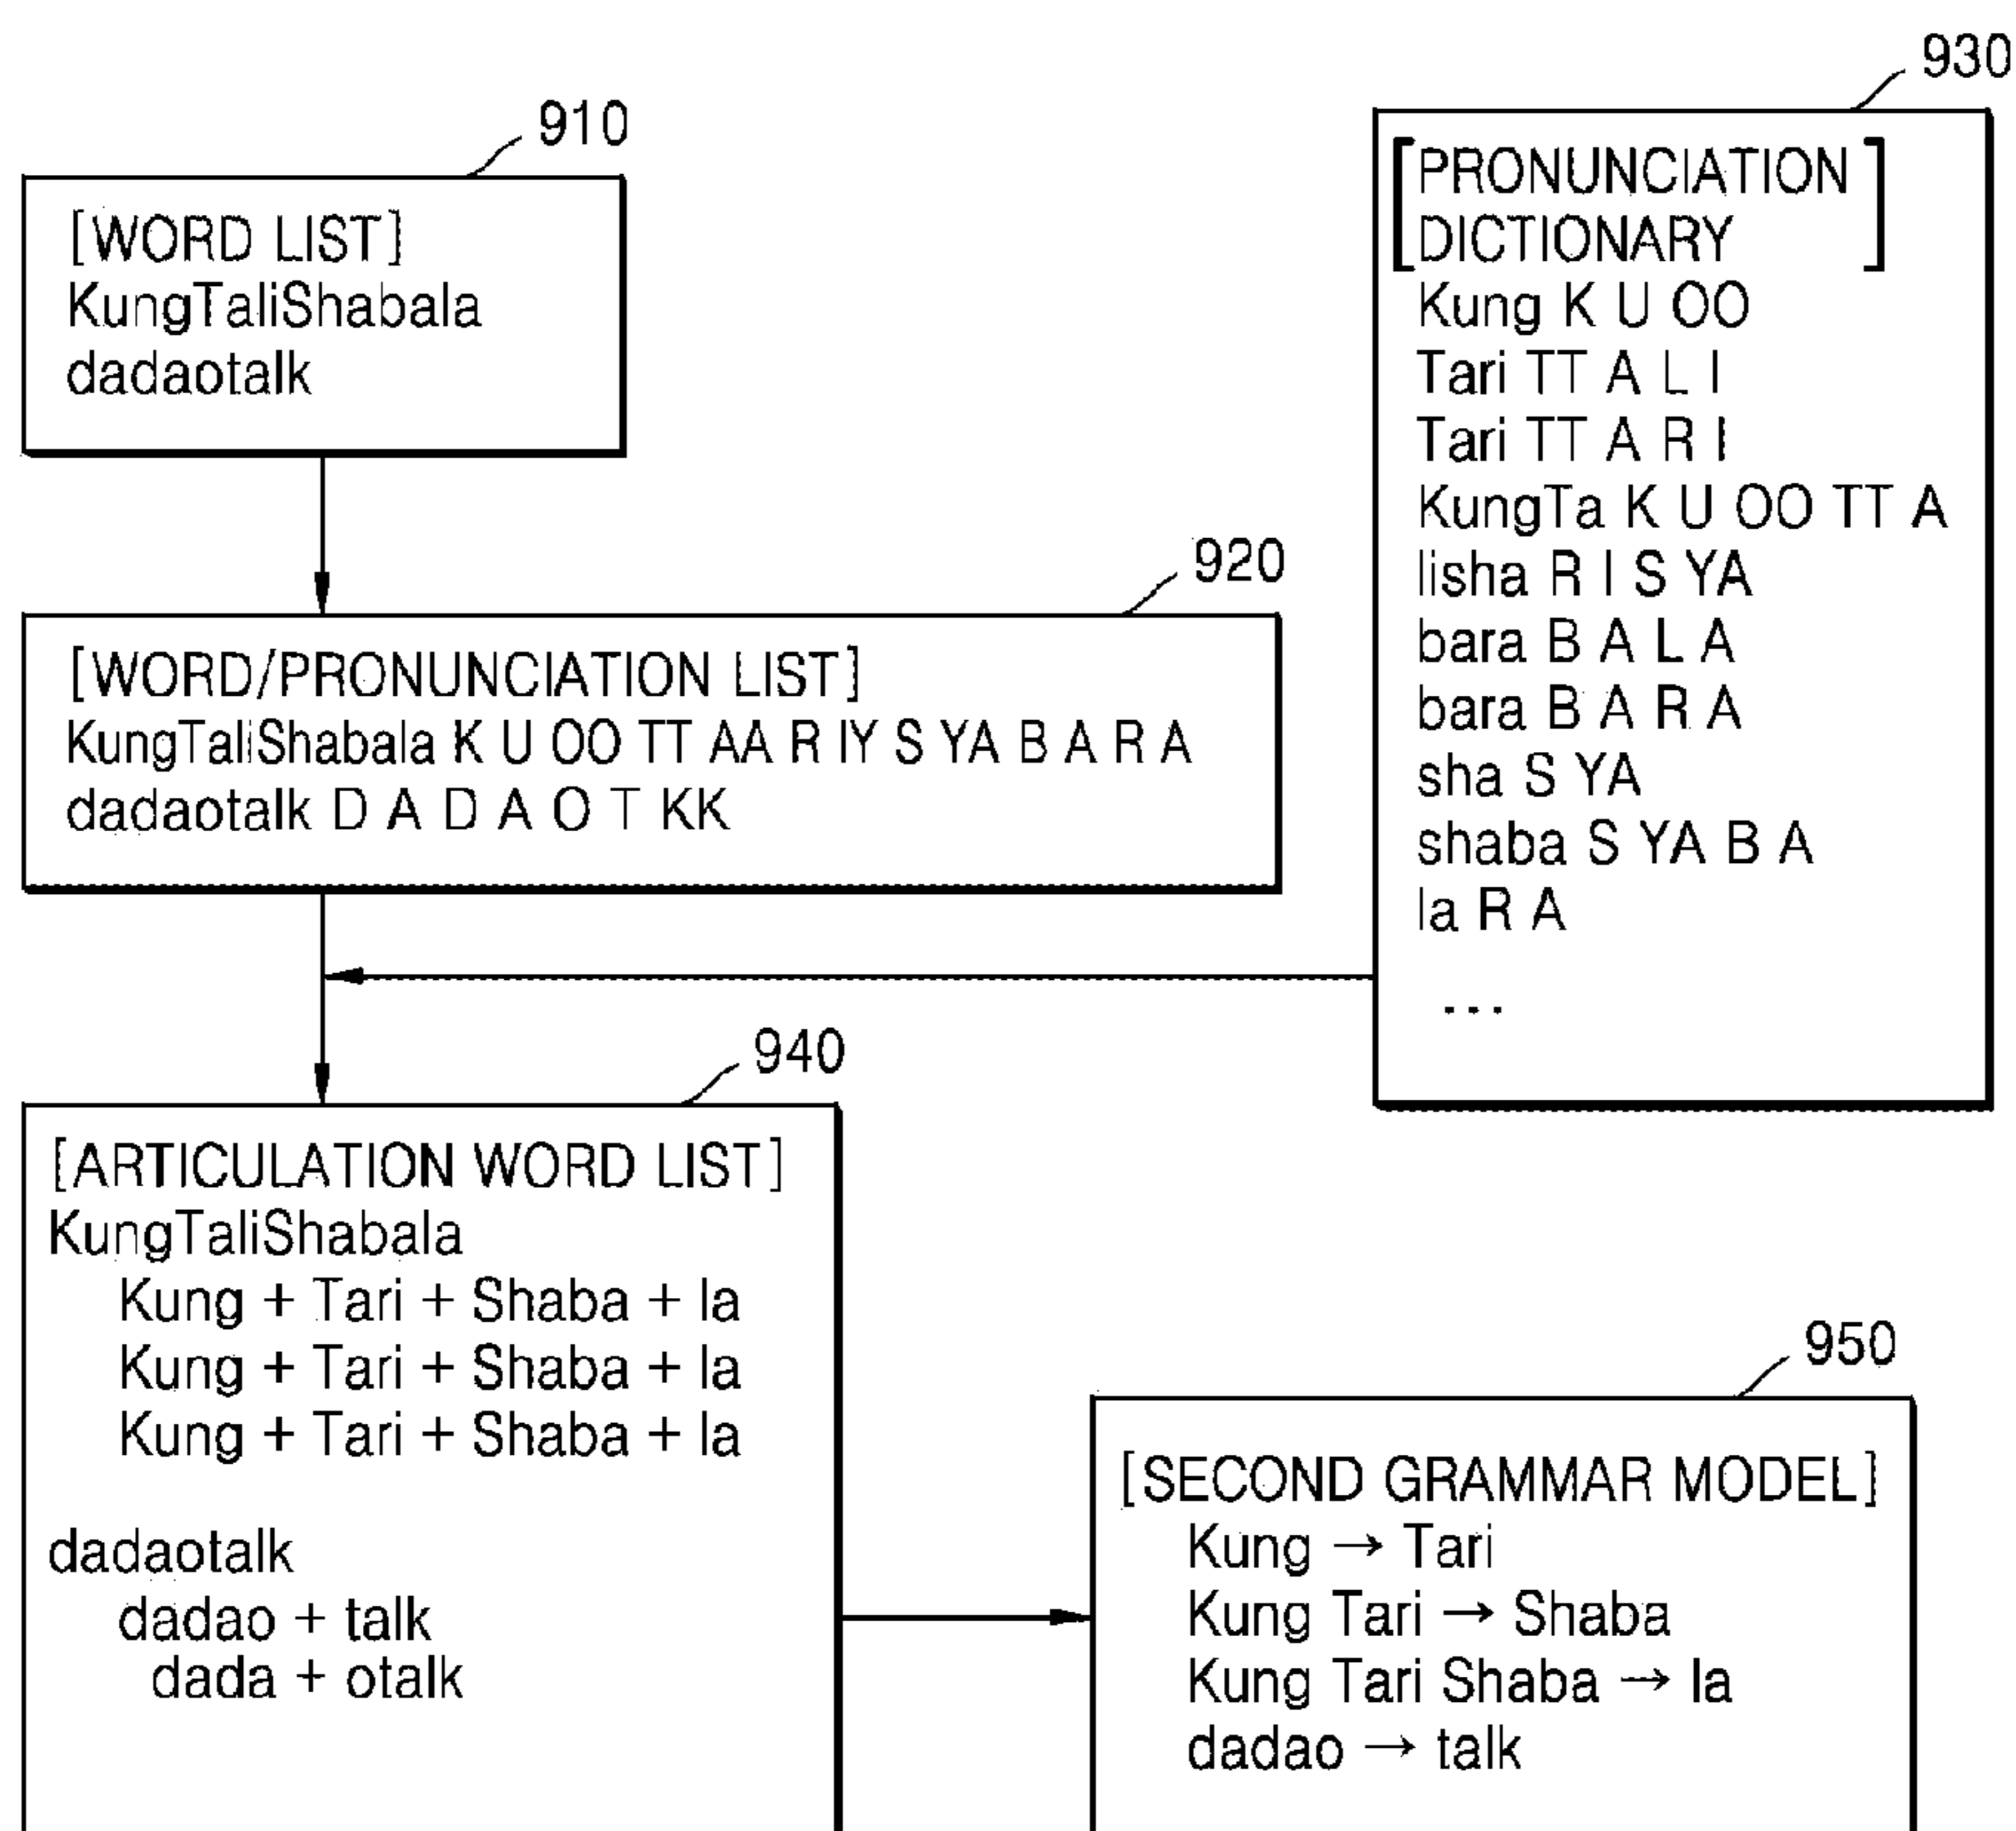 910
[WORD LIST]
KungTaliShabala
dadaotalk
920
[WORD/PRONUNCIATION LIST]
KungTaliShabala K U OO TT AA R IY S YA B A R A
dadaotalk D A D A O T KK
930
[PRONUNCIATION
DICTIONARY]
Kung K U OO
Tari TT A L I
Tari TT A R I
KungTa K U OO TT A
lisha R I S YA
bara B A L A
bara B A R A
sha S YA
shaba S YA B A
la R A
...
940
[ARTICULATION WORD LIST]
KungTaliShabala
Kung + Tari + Shaba + la
Kung + Tari + Shaba + la
Kung + Tari + Shaba + la
dadaotalk
dadao + talk
dada + otalk
950
[SECOND GRAMMAR MODEL]
Kung → Tari
Kung Tari → Shaba
Kung Tari Shaba → la
dadao → talk